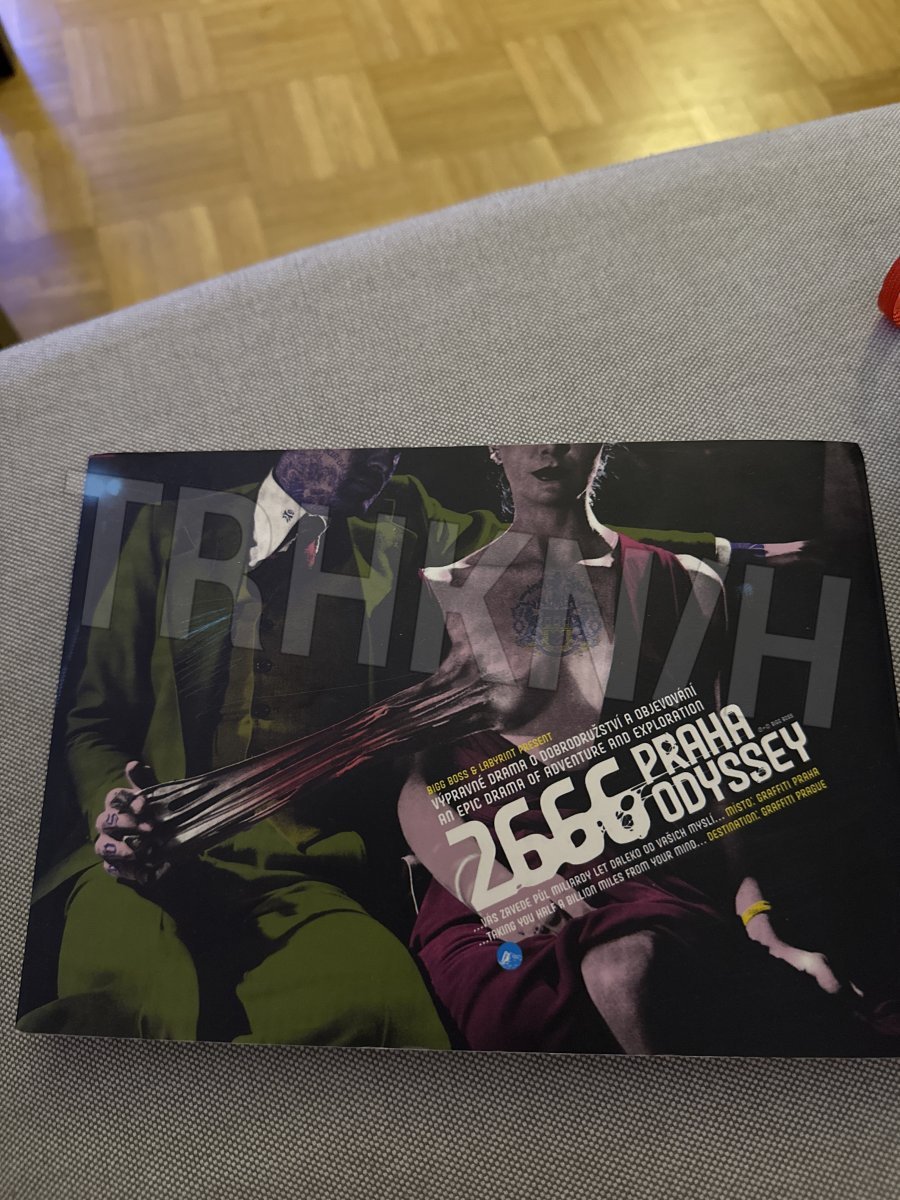 TRHKNIH
BIGG BOSS & LABYRINT PRESENT
VÝPRAVNÉ DRAMA O DOBRODRUŽSTVÍ A OBJEVOVÁNÍ
AN EPIC DRAMA OF ADVENTURE AND EXPLORATION
2666 PRAHA
ODYSSEY
...VÁS ZAVEDE PŮL MILIARDY LET DALEKO OD VAŠICH MYSLÍ... MÍSTO: GRAFFITI PRAHA
...TAKING YOU HALF A BILLION MILES FROM YOUR MIND... DESTINATION: GRAFFITI PRAGUE